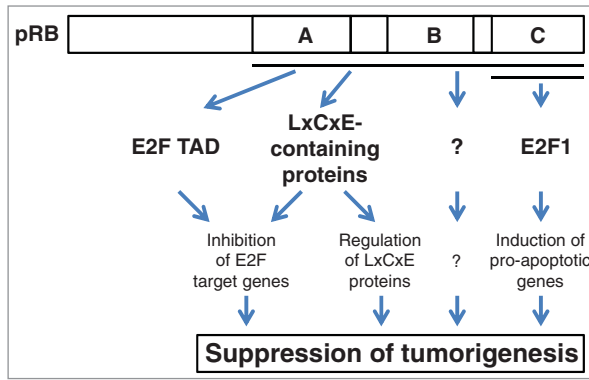 pRB
A B C
E2F TAD
LxCxE-
containing
proteins
?
E2F1
Inhibition
of E2F
target genes
Regulation
of LxCxE
proteins
?
Induction of
pro-apoptotic
genes
Suppression of tumorigenesis